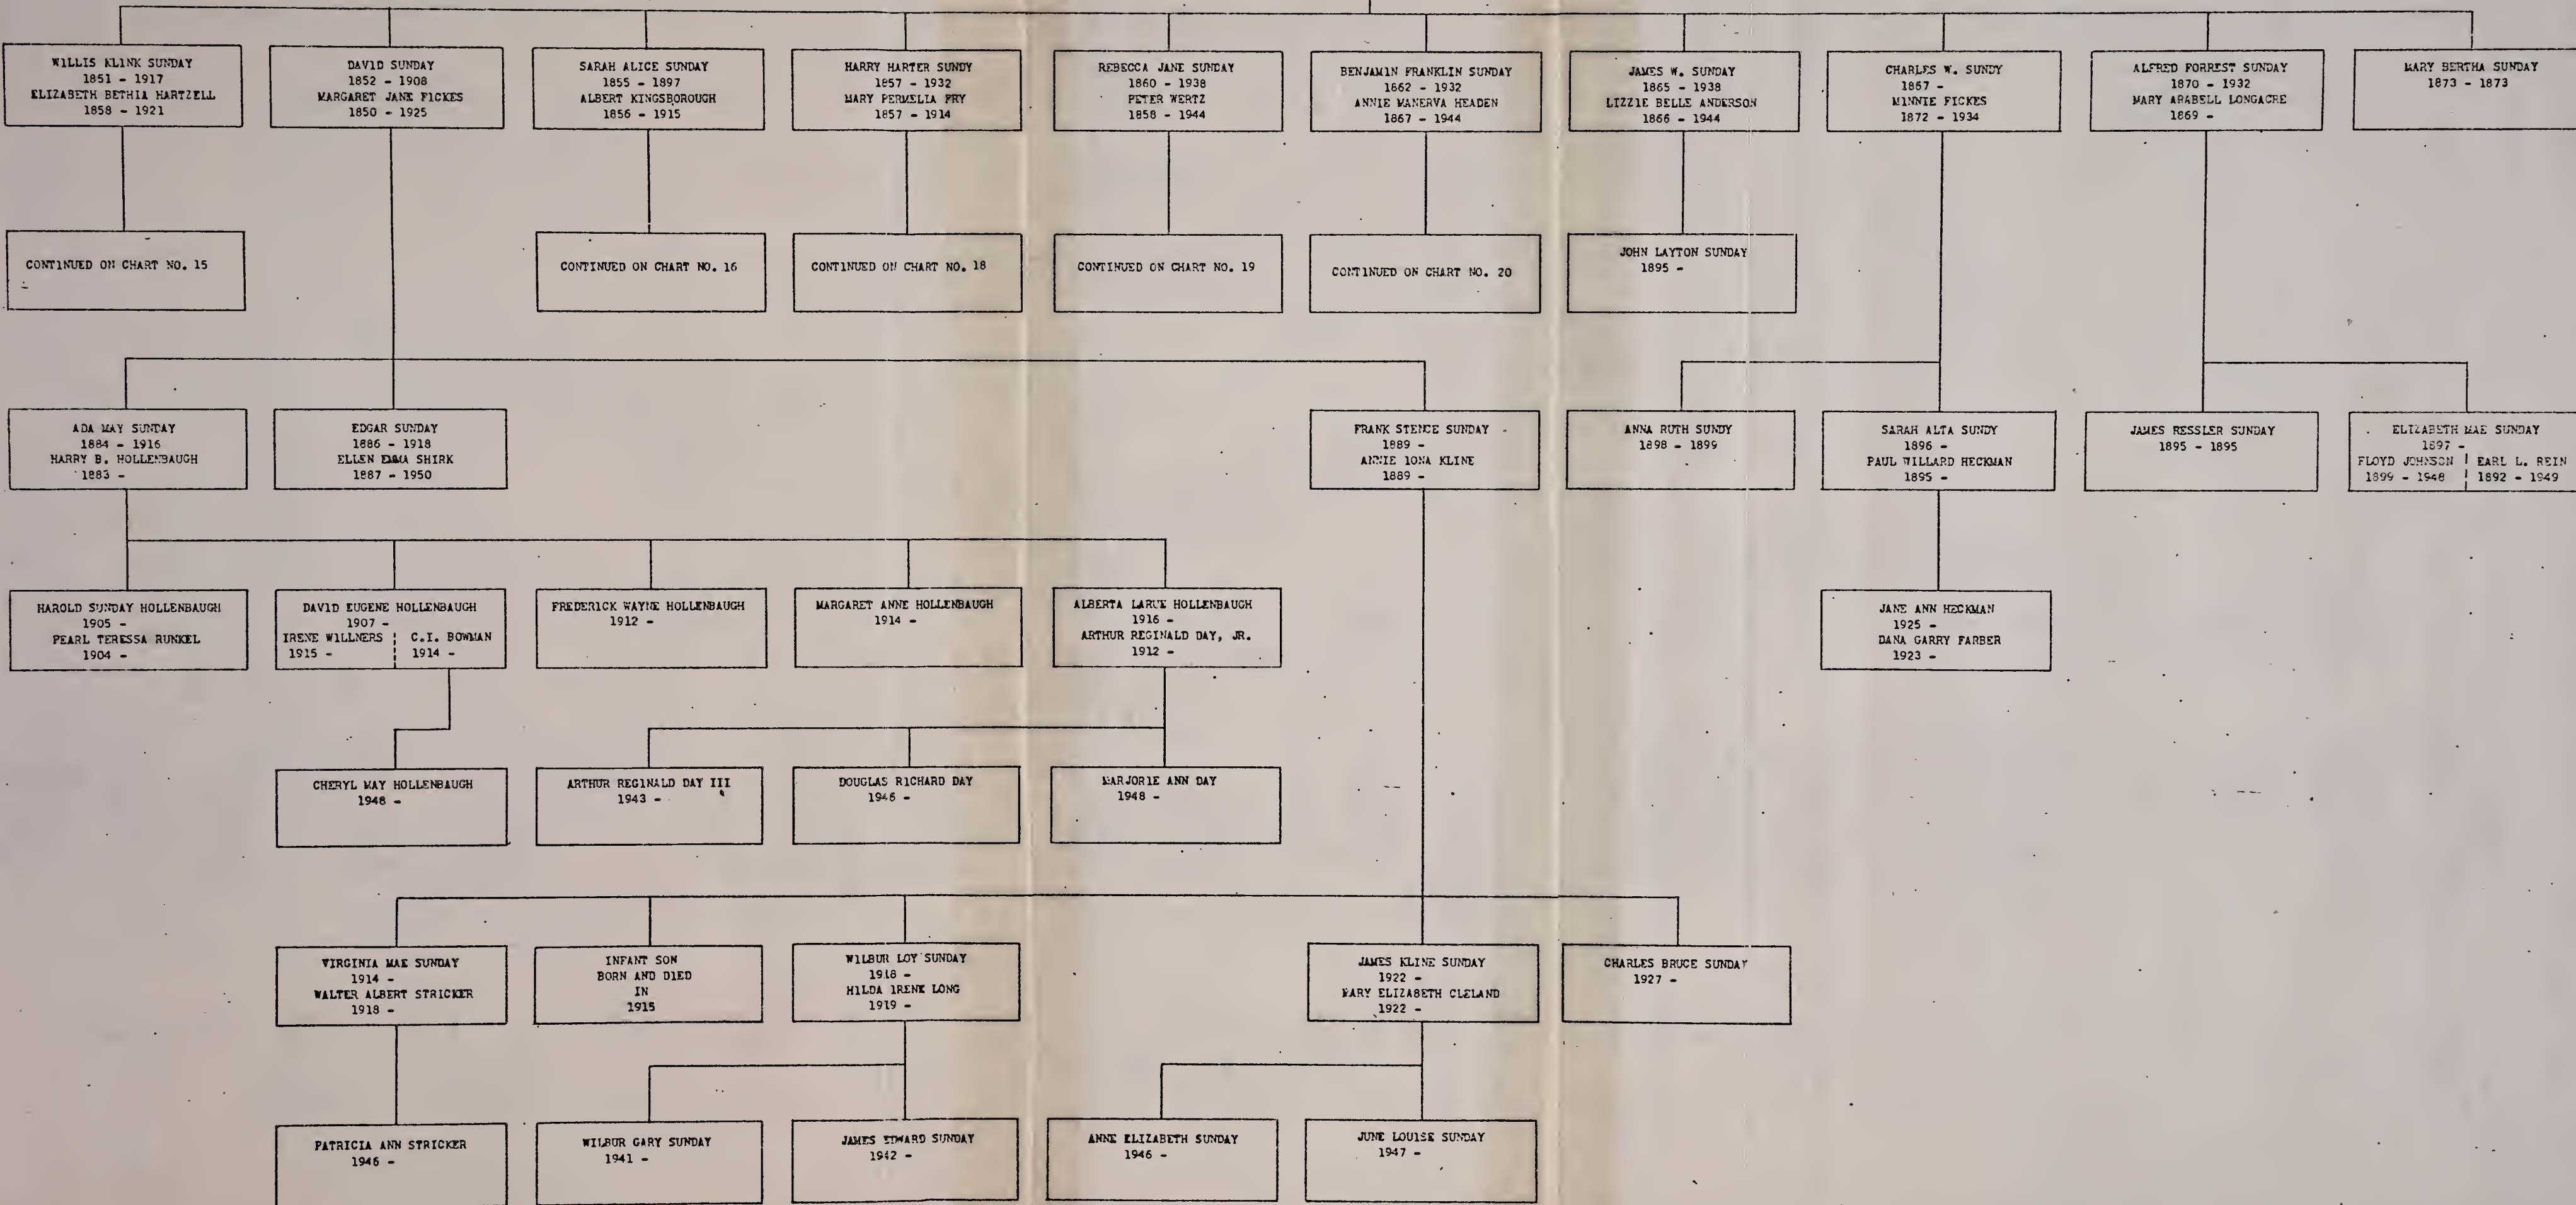 WILLIS KLINK SUNDAY
1851 - 1917
ELIZABETH BETHIA HARTZELL
1858 - 1921
DAVID SUNDAY
1852 - 1908
MARGARET JANE FICKES
1850 - 1925
SARAH ALICE SUNDAY
1855 - 1897
ALBERT KINGSBOROUGH
1856 - 1915
HARRY HARTER SUNDY
1857 - 1932
MARY PERMELIA FRY
1857 - 1914
REBECCA JANE SUNDAY
1860 - 1938
PETER WERTZ
1858 - 1944
BENJAMIN FRANKLIN SUNDAY
1862 - 1932
ANNIE MANERVA HEADEN
1867 - 1944
JAMES W. SUNDAY
1865 - 1938
LIZZIE BELLE ANDERSON
1866 - 1944
CHARLES W. SUNDY
1867 -
MINNIE FICKES
1872 - 1934
ALFRED FORREST SUNDAY
1870 - 1932
MARY ARABELL LONGACRE
1869 -
MARY BERTHA SUNDAY
1873 - 1873
CONTINUED ON CHART NO. 15
CONTINUED ON CHART NO. 16
CONTINUED ON CHART NO. 18
CONTINUED ON CHART NO. 19
CONTINUED ON CHART NO. 20
JOHN LAYTON SUNDAY
1895 -
ADA MAY SUNDAY
1884 - 1916
HARRY B. HOLLENBAUGH
1883 -
EDGAR SUNDAY
1886 - 1918
ELLEN EMMA SHIRK
1887 - 1950
FRANK STENCE SUNDAY
1889 -
ANNIE IONA KLINE
1889 -
ANNA RUTH SUNDY
1898 - 1899
SARAH ALTA SUNDY
1896 -
PAUL WILLARD HECKMAN
1895 -
JAMES RESSLER SUNDAY
1895 - 1895
ELIZABETH MAE SUNDAY
1897 -
FLOYD JOHNSON | EARL L. REIN
1899 - 1948 | 1892 - 1949
HAROLD SUNDAY HOLLENBAUGH
1905 -
PEARL TERESSA RUNKEL
1904 -
DAVID EUGENE HOLLENBAUGH
1907 -
IRENE WILLNERS | C.I. BOWMAN
1915 - | 1914 -
FREDERICK WAYNE HOLLENBAUGH
1912 -
MARGARET ANNE HOLLENBAUGH
1914 -
ALBERTA LARUE HOLLENBAUGH
1916 -
ARTHUR REGINALD DAY, JR.
1912 -
JANE ANN HECKMAN
1925 -
DANA GARRY FARBER
1923 -
CHERYL MAY HOLLENBAUGH
1948 -
ARTHUR REGINALD DAY III
1943 -
DOUGLAS RICHARD DAY
1946 -
MARJORIE ANN DAY
1948 -
VIRGINIA MAE SUNDAY
1914 -
WALTER ALBERT STRICKER
1918 -
INFANT SON
BORN AND DIED
IN
1915
WILBUR LOY SUNDAY
1918 -
HILDA IRENE LONG
1919 -
JAMES KLINE SUNDAY
1922 -
MARY ELIZABETH CLELAND
1922 -
CHARLES BRUCE SUNDAY
1927 -
PATRICIA ANN STRICKER
1946 -
WILBUR GARY SUNDAY
1941 -
JAMES EDWARD SUNDAY
1942 -
ANNE ELIZABETH SUNDAY
1946 -
JUNE LOUISE SUNDAY
1947 -